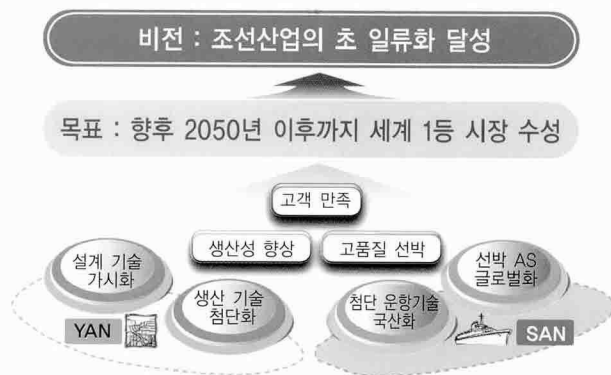 비전 : 조선산업의 초 일류화 달성
목표 : 향후 2050년 이후까지 세계 1등 시장 수성
고객 만족
생산성 향상
고품질 선박
설계 기술
가시화
생산 기술
첨단화
첨단 운항기술
국산화
선박 AS
글로벌화
YAN
SAN